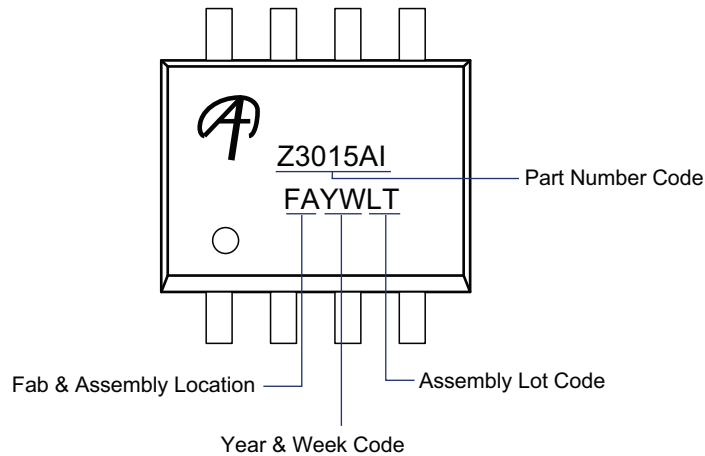 Z3015AI
Part Number Code
FAYWLT
Fab & Assembly Location
Assembly Lot Code
Year & Week Code